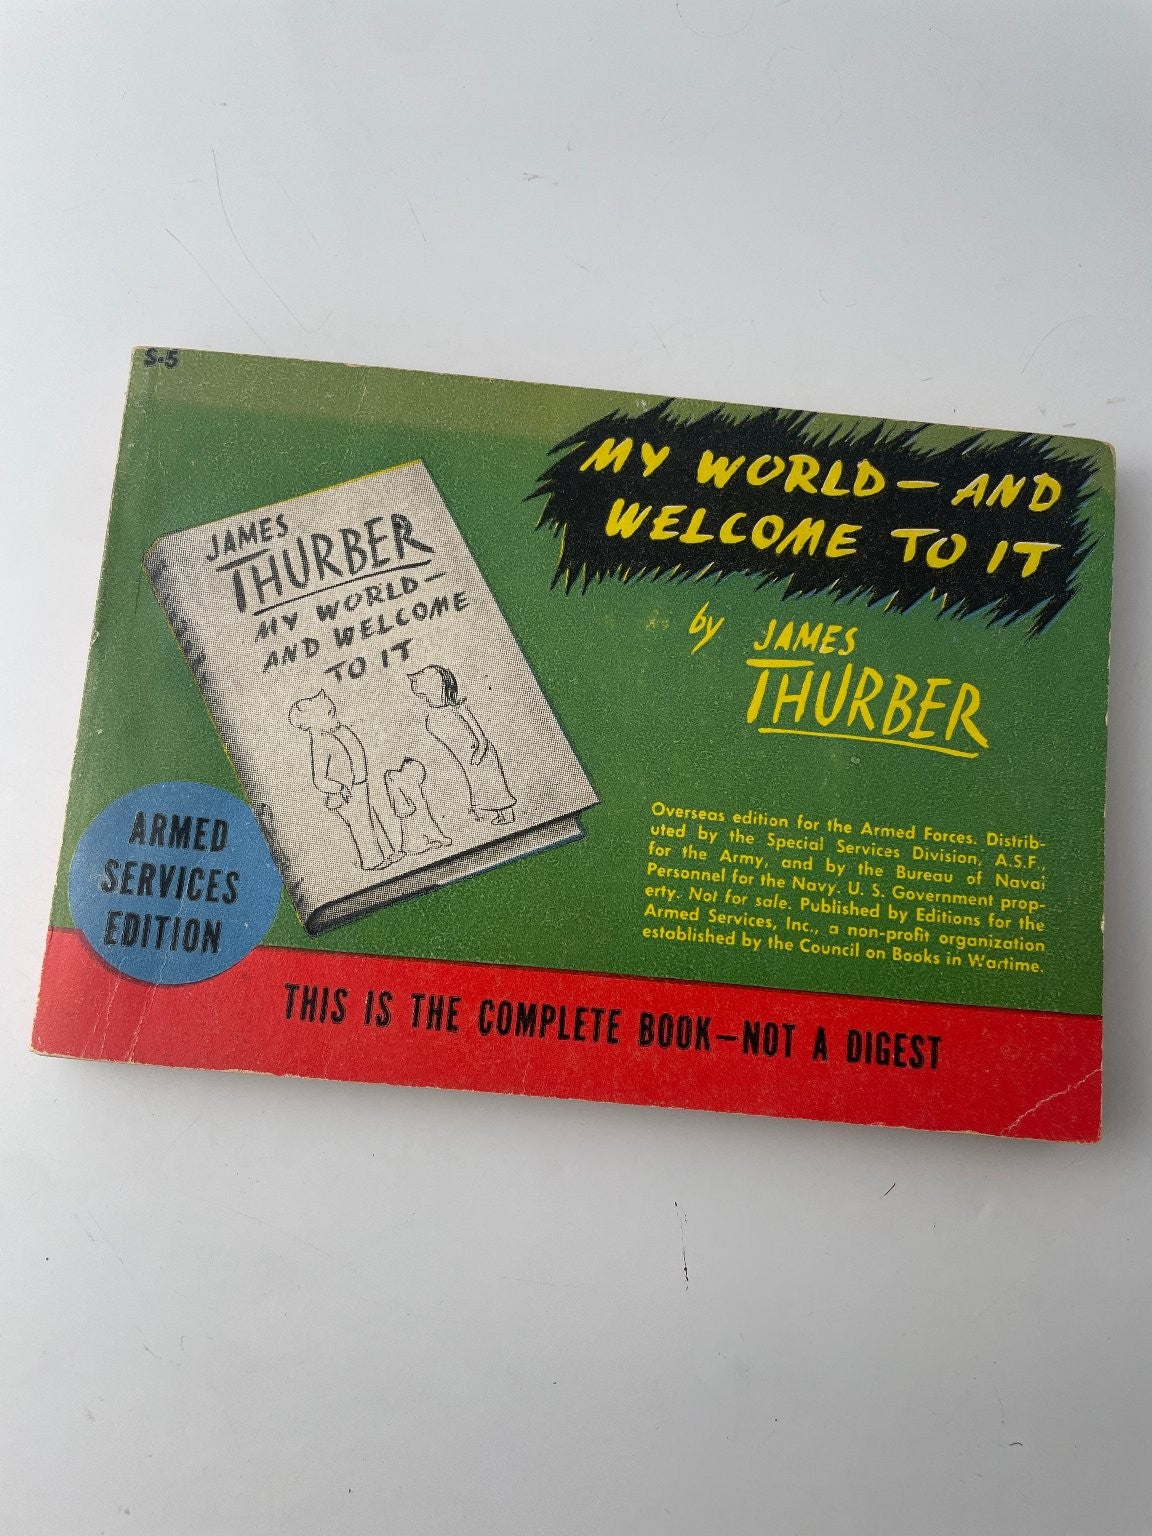 S-5
MY WORLD — AND
WELCOME TO IT
by JAMES
THURBER
JAMES
THURBER
MY WORLD—
AND WELCOME
TO IT
Overseas edition for the Armed Forces. Distrib-
uted by the Special Services Division, A.S.F.,
for the Army, and by the Bureau of Naval
Personnel for the Navy. U. S. Government prop-
erty. Not for sale. Published by Editions for the
Armed Services, Inc., a non-profit organization
established by the Council on Books in Wartime.
ARMED
SERVICES
EDITION
THIS IS THE COMPLETE BOOK—NOT A DIGEST